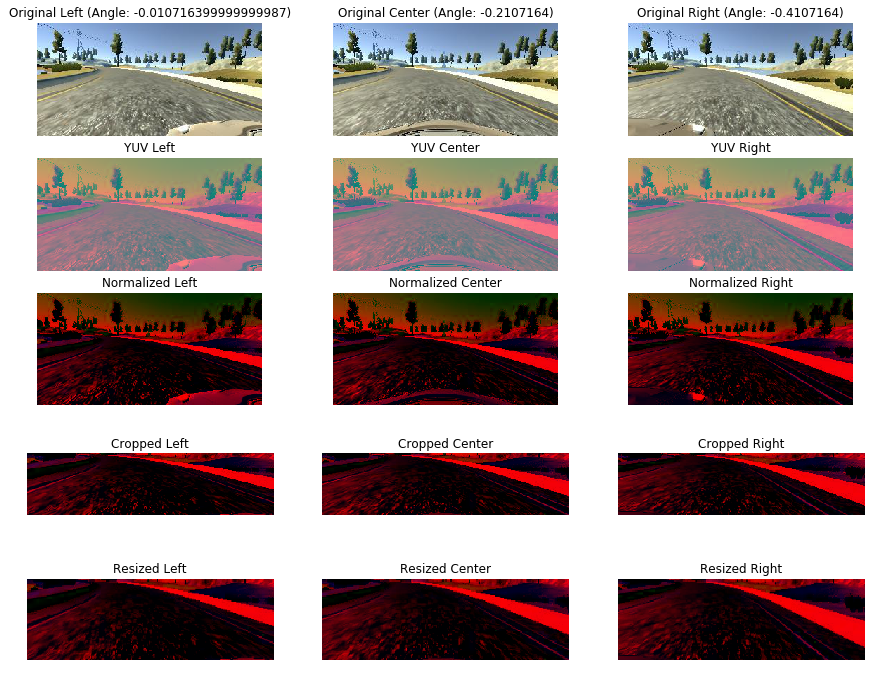 Original Left (Angle: -0.010716399999999987)
Original Center (Angle: -0.2107164)
Original Right (Angle: -0.4107164)
YUV Left
YUV Center
YUV Right
Normalized Left
Normalized Center
Normalized Right
Cropped Left
Cropped Center
Cropped Right
Resized Left
Resized Center
Resized Right